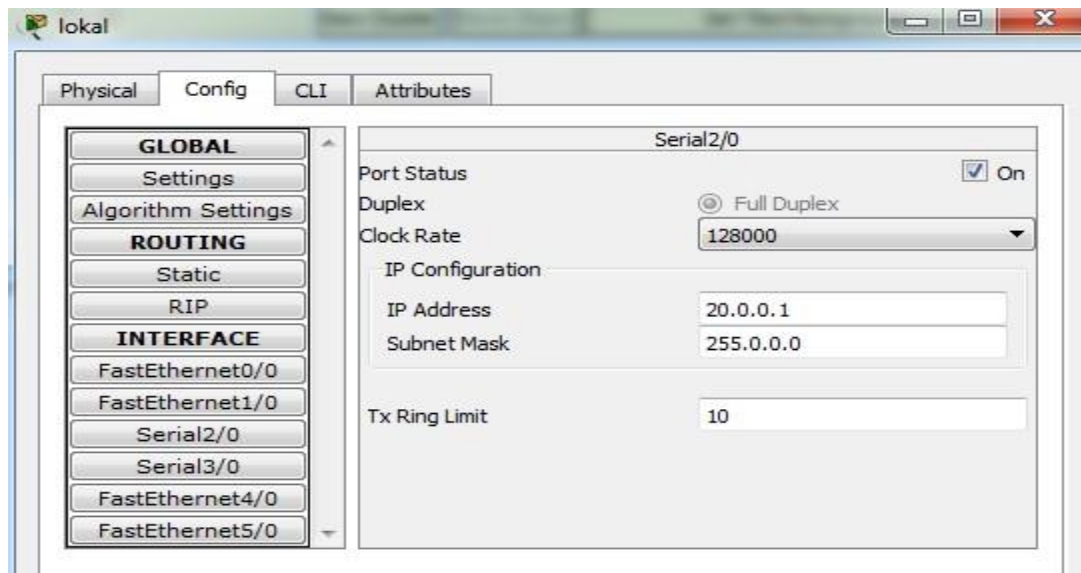 lokal
Physical Config CLI Attributes
GLOBAL
Settings
Algorithm Settings
ROUTING
Static
RIP
INTERFACE
FastEthernet0/0
FastEthernet1/0
Serial2/0
Serial3/0
FastEthernet4/0
FastEthernet5/0
Serial2/0
Port Status On
Duplex Full Duplex
Clock Rate 128000
IP Configuration
IP Address 20.0.0.1
Subnet Mask 255.0.0.0
Tx Ring Limit 10